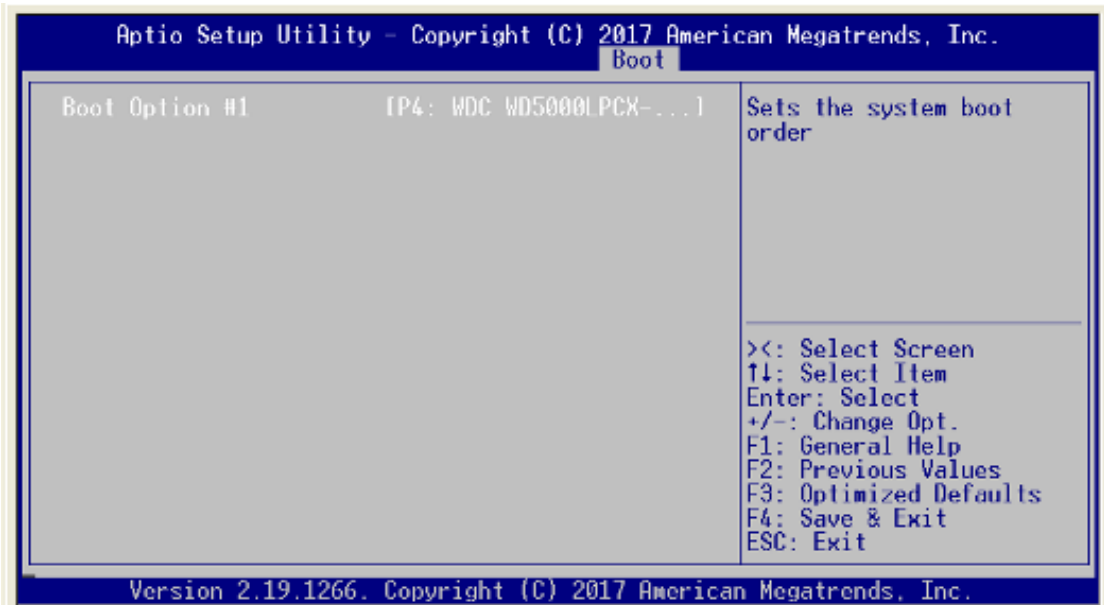 Aptio Setup Utility - Copyright (C) 2017 American Megatrends, Inc.
Boot
Boot Option #1 [P4: WDC WD5000LPCX-...]
Sets the system boot
order
><: Select Screen
↑↓: Select Item
Enter: Select
+/-: Change Opt.
F1: General Help
F2: Previous Values
F3: Optimized Defaults
F4: Save & Exit
ESC: Exit
Version 2.19.1266. Copyright (C) 2017 American Megatrends, Inc.